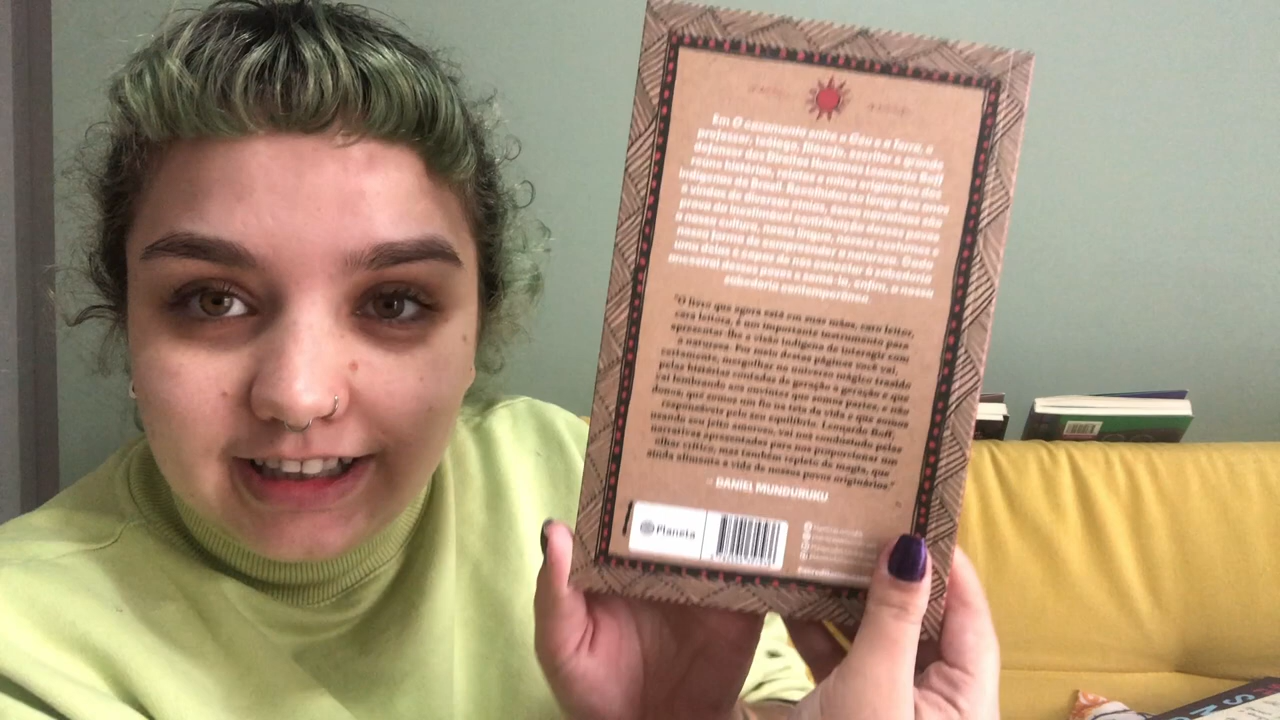 Em O casamento entre o Céu e a Terra, o
professor, teólogo, filósofo, escritor e grande
defensor dos Direitos Humanos Leonardo Boff
reúne histórias, relatos e mitos originários dos
indígenas do Brasil. Recolhidas ao longo dos anos
e vindas de diversas etnias, essas narrativas são
prova da inestimável contribuição desses povos
a nossa cultura, nossa língua, nossos costumes e
nossa forma de compreender a natureza. Cada
uma delas é capaz de nos conectar à sabedoria
ancestral desses povos e somá-la, enfim, a nossa
sabedoria contemporânea.
"O livro que agora está em suas mãos, caro leitor,
cara leitora, é um importante instrumento para
apresentar-lhe a visão indígena de interagir com
a natureza. Por meio destas páginas você vai,
certamente, mergulhar no universo mágico trazido
pelas histórias contadas de geração a geração e que
vai lembrando aos ouvintes que somos partes, e não
donos; que somos um fio na teia da vida e que somos
responsáveis pelo seu equilíbrio. Leonardo Boff,
usando seu jeito amoroso, vai nos conduzindo pelas
narrativas apresentadas para nos proporcionar um
olhar crítico, mas também repleto de magia, que
ainda alimenta a vida de nossos povos originários."
DANIEL MUNDURUKU
Planeta